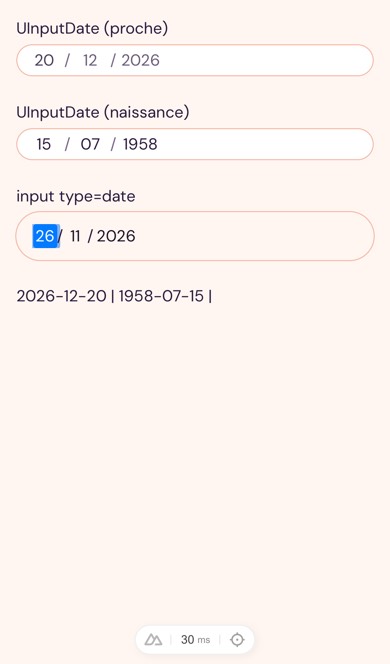 UInputDate (proche)
20 / 12 / 2026
UInputDate (naissance)
15 / 07 / 1958
input type=date
26 / 11 / 2026
2026-12-20 | 1958-07-15 |
30 ms